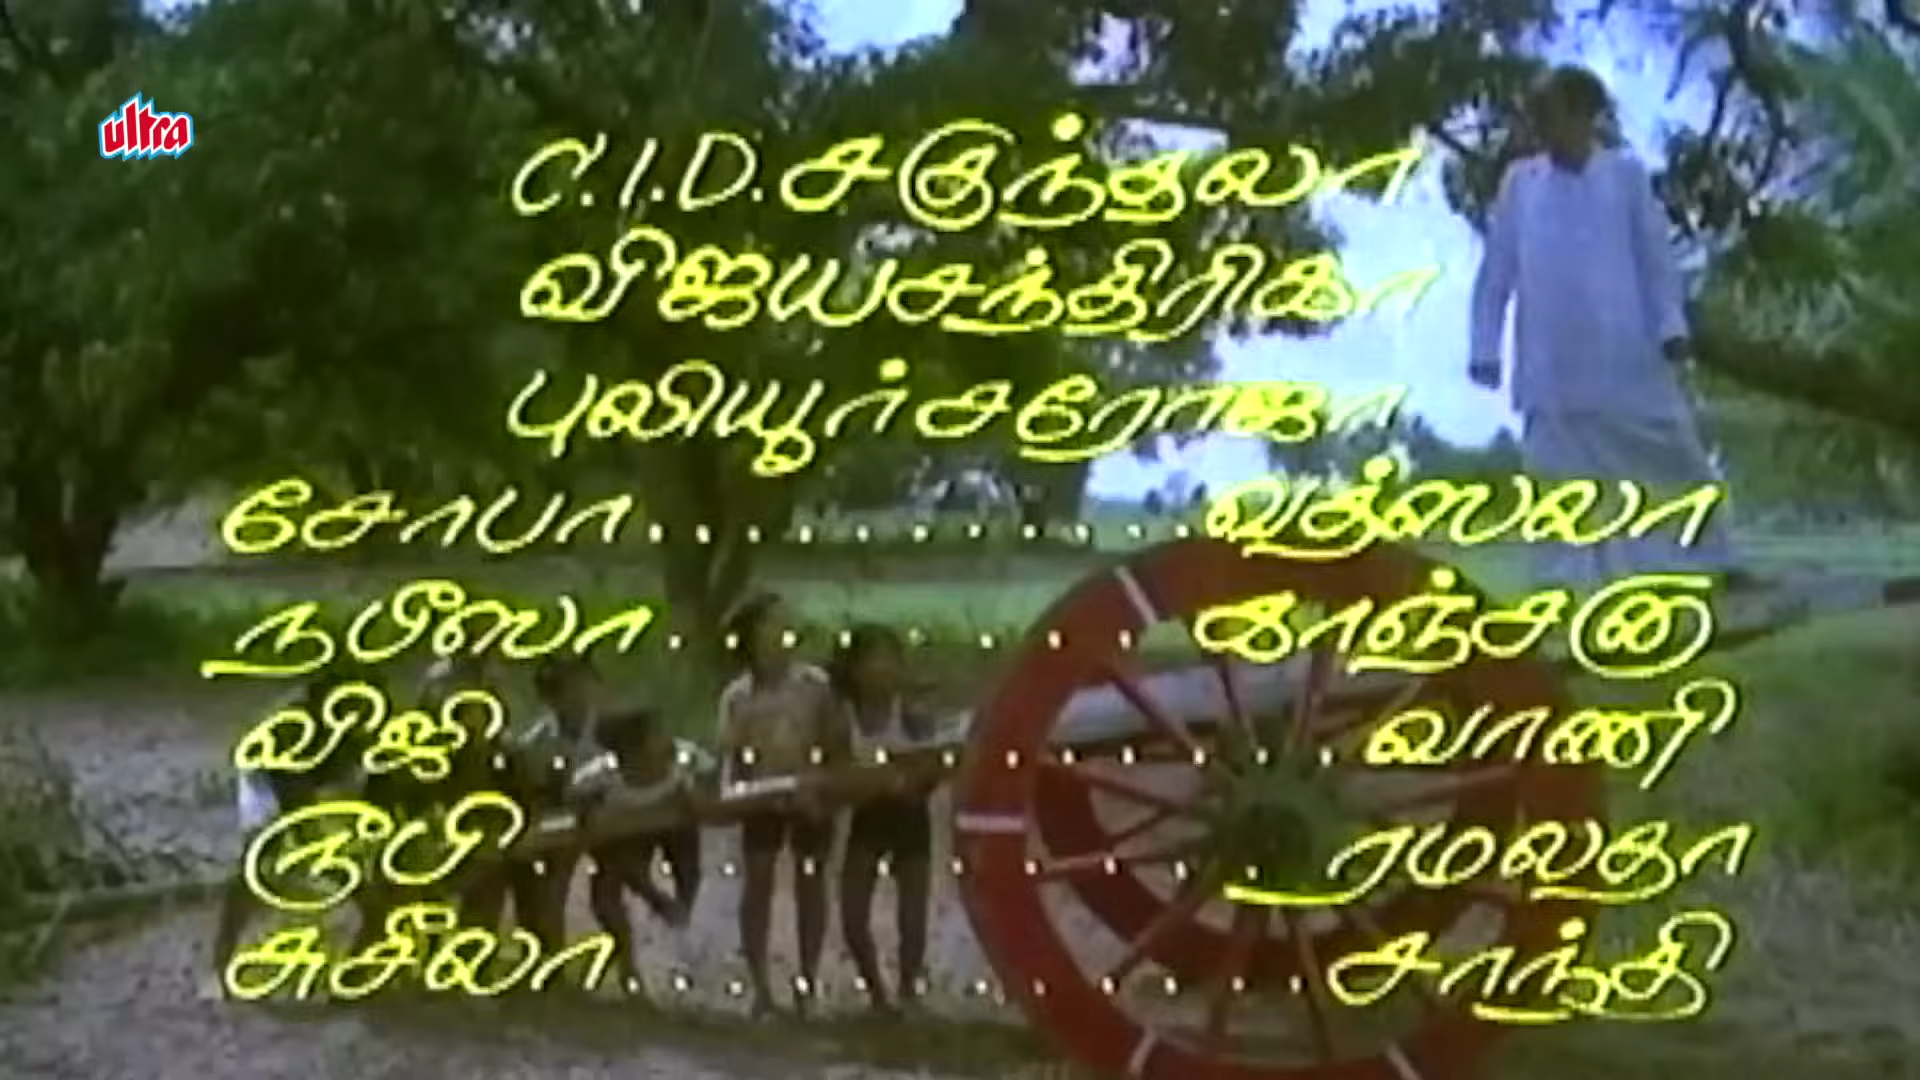 ultra
C.I.D. சகுந்தலா
விஜயசந்திரிகா
புலியூர் சரோஜா
சோபா............வத்ஸலா
நபீஸா.........காஞ்சனா
விஜி...............வாணி
ரூபி.............ரமலதா
சுசீலா.............சாந்தி